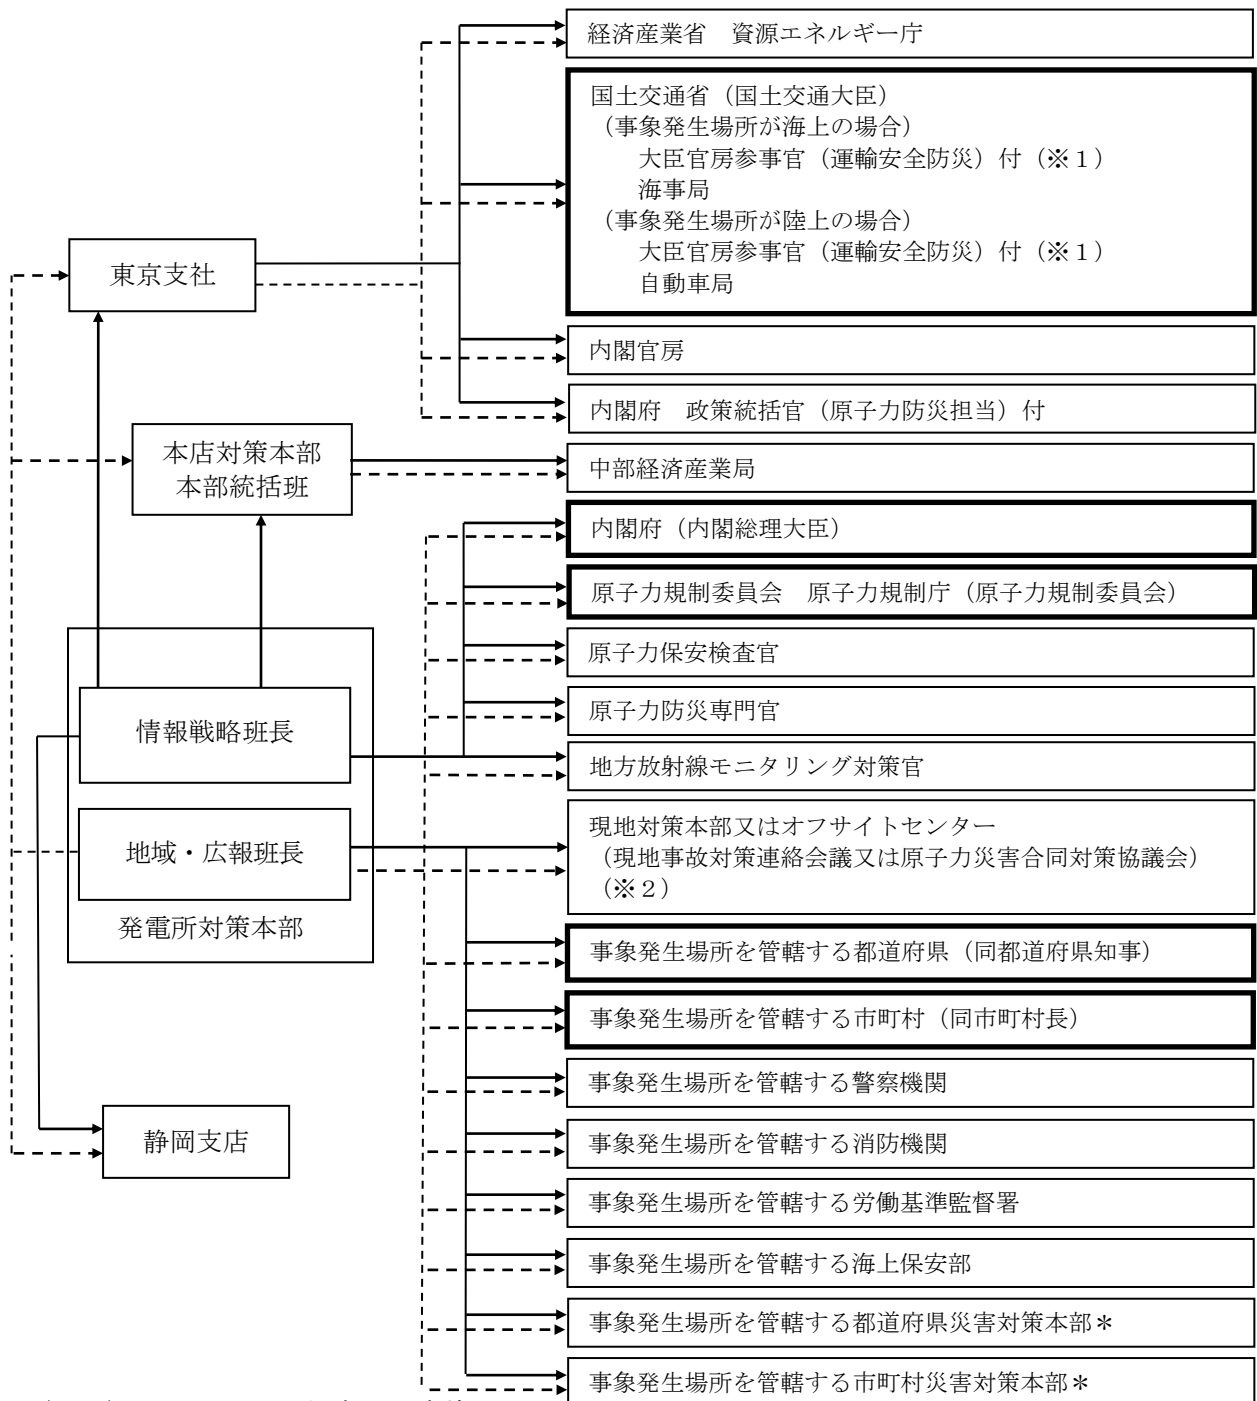 経済産業省　資源エネルギー庁
国土交通省（国土交通大臣）
（事象発生場所が海上の場合）
大臣官房参事官（運輸安全防災）付（※１）
海事局
（事象発生場所が陸上の場合）
大臣官房参事官（運輸安全防災）付（※１）
自動車局
東京支社
内閣官房
内閣府　政策統括官（原子力防災担当）付
本店対策本部
本部統括班
中部経済産業局
内閣府（内閣総理大臣）
原子力規制委員会　原子力規制庁（原子力規制委員会）
原子力保安検査官
原子力防災専門官
情報戦略班長
地方放射線モニタリング対策官
現地対策本部又はオフサイトセンター
（現地事故対策連絡会議又は原子力災害合同対策協議会）
（※２）
地域・広報班長
発電所対策本部
事象発生場所を管轄する都道府県（同都道府県知事）
事象発生場所を管轄する市町村（同市町村長）
事象発生場所を管轄する警察機関
事象発生場所を管轄する消防機関
静岡支店
事象発生場所を管轄する労働基準監督署
事象発生場所を管轄する海上保安部
事象発生場所を管轄する都道府県災害対策本部＊
事象発生場所を管轄する市町村災害対策本部＊